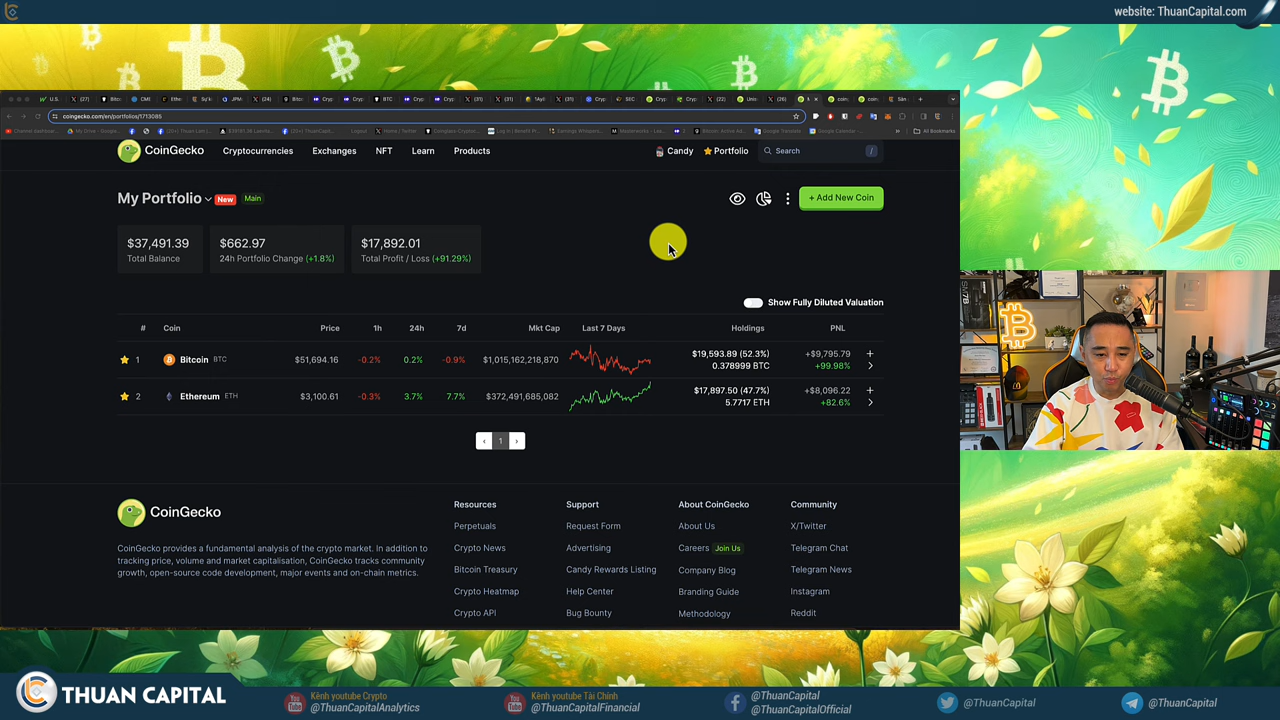 website: ThuanCapital.com
coingecko.com/en/portfolios/1713085
All Bookmarks
CoinGecko
Cryptocurrencies
Exchanges
NFT
Learn
Products
Candy
Portfolio
Search
/
My Portfolio
New
Main
+ Add New Coin
$37,491.39
Total Balance
$662.97
24h Portfolio Change (+1.8%)
$17,892.01
Total Profit / Loss (+91.29%)
Show Fully Diluted Valuation
# Coin Price 1h 24h 7d Mkt Cap Last 7 Days Holdings PNL
1 Bitcoin BTC $51,694.16 -0.2% 0.2% -0.9% $1,015,162,218,870 $19,593.89 (52.3%) +$9,795.79 +
0.378999 BTC +99.98%
2 Ethereum ETH $3,100.61 -0.3% 3.7% 7.7% $372,491,685,082 $17,897.50 (47.7%) +$8,096.22 +
5.7717 ETH +82.6%
‹ 1 ›
CoinGecko
CoinGecko provides a fundamental analysis of the crypto market. In addition to
tracking price, volume and market capitalisation, CoinGecko tracks community
growth, open-source code development, major events and on-chain metrics.
Resources
Perpetuals
Crypto News
Bitcoin Treasury
Crypto Heatmap
Crypto API
Support
Request Form
Advertising
Candy Rewards Listing
Help Center
Bug Bounty
About CoinGecko
About Us
Careers Join Us
Company Blog
Branding Guide
Methodology
Community
X/Twitter
Telegram Chat
Telegram News
Instagram
Reddit
SM7B
THUAN CAPITAL
Kênh youtube Crypto
@ThuanCapitalAnalytics
Kênh youtube Tài Chính
@ThuanCapitalFinancial
@ThuanCapital
@ThuanCapitalOfficial
@ThuanCapital
@ThuanCapital